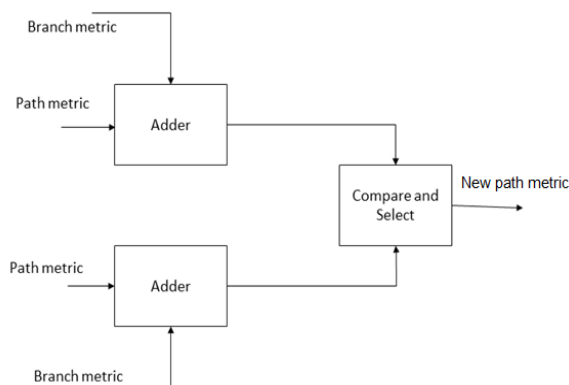 Branch metric
Path metric
Adder
Compare and
Select
New path metric
Path metric
Adder
Branch metric